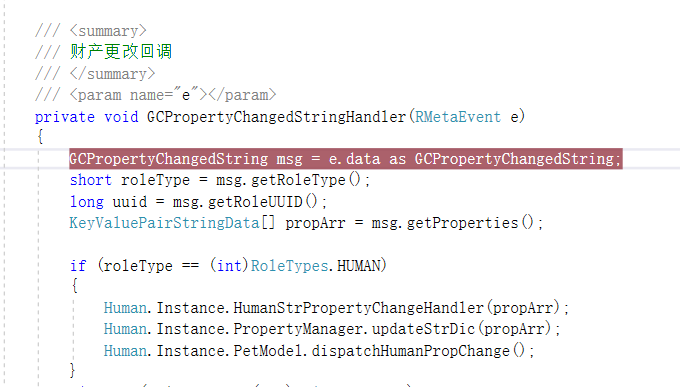 /// <summary>
/// 财产更改回调
/// </summary>
/// <param name="e"></param>
private void GCPropertyChangedStringHandler(RMetaEvent e)
{
GCPropertyChangedString msg = e.data as GCPropertyChangedString;
short roleType = msg.getRoleType();
long uuid = msg.getRoleUUID();
KeyValuePairStringData[] propArr = msg.getProperties();
if (roleType == (int)RoleTypes.HUMAN)
{
Human.Instance.HumanStrPropertyChangeHandler(propArr);
Human.Instance.PropertyManager.updateStrDic(propArr);
Human.Instance.PetModel.dispatchHumanPropChange();
}